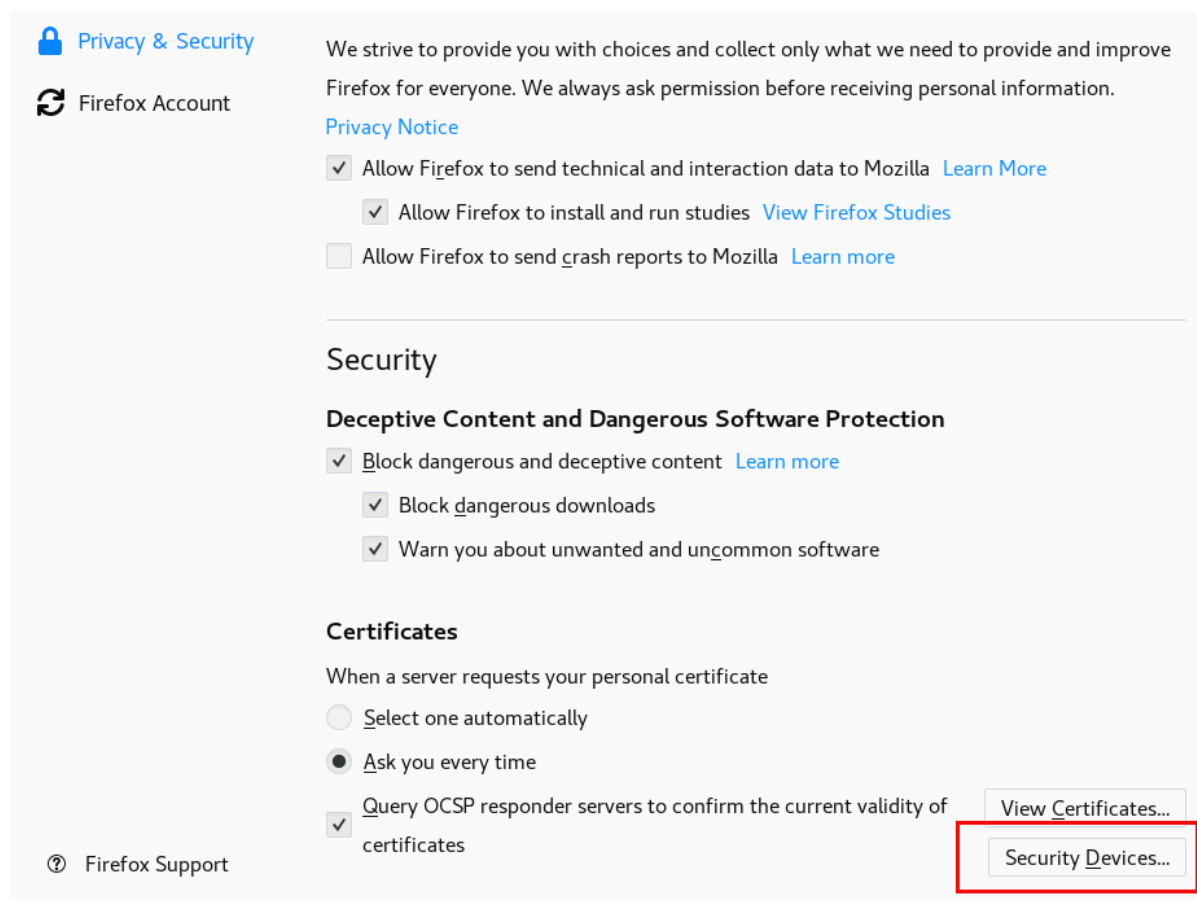 Privacy & Security
Firefox Account
We strive to provide you with choices and collect only what we need to provide and improve
Firefox for everyone. We always ask permission before receiving personal information.
Privacy Notice
Allow Firefox to send technical and interaction data to Mozilla Learn More
Allow Firefox to install and run studies View Firefox Studies
Allow Firefox to send crash reports to Mozilla Learn more
Security
Deceptive Content and Dangerous Software Protection
Block dangerous and deceptive content Learn more
Block dangerous downloads
Warn you about unwanted and uncommon software
Certificates
When a server requests your personal certificate
Select one automatically
Ask you every time
Query OCSP responder servers to confirm the current validity of
certificates
View Certificates...
Security Devices...
Firefox Support